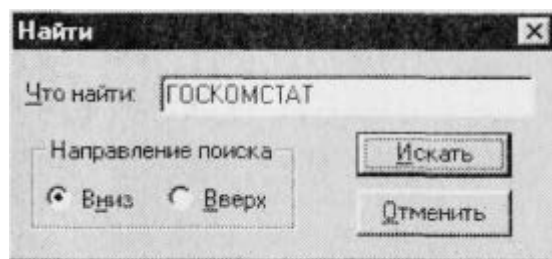 Найти
Что найти: ГОСКОМСТАТ
Направление поиска
Вниз Вверх
Искать
Отменить